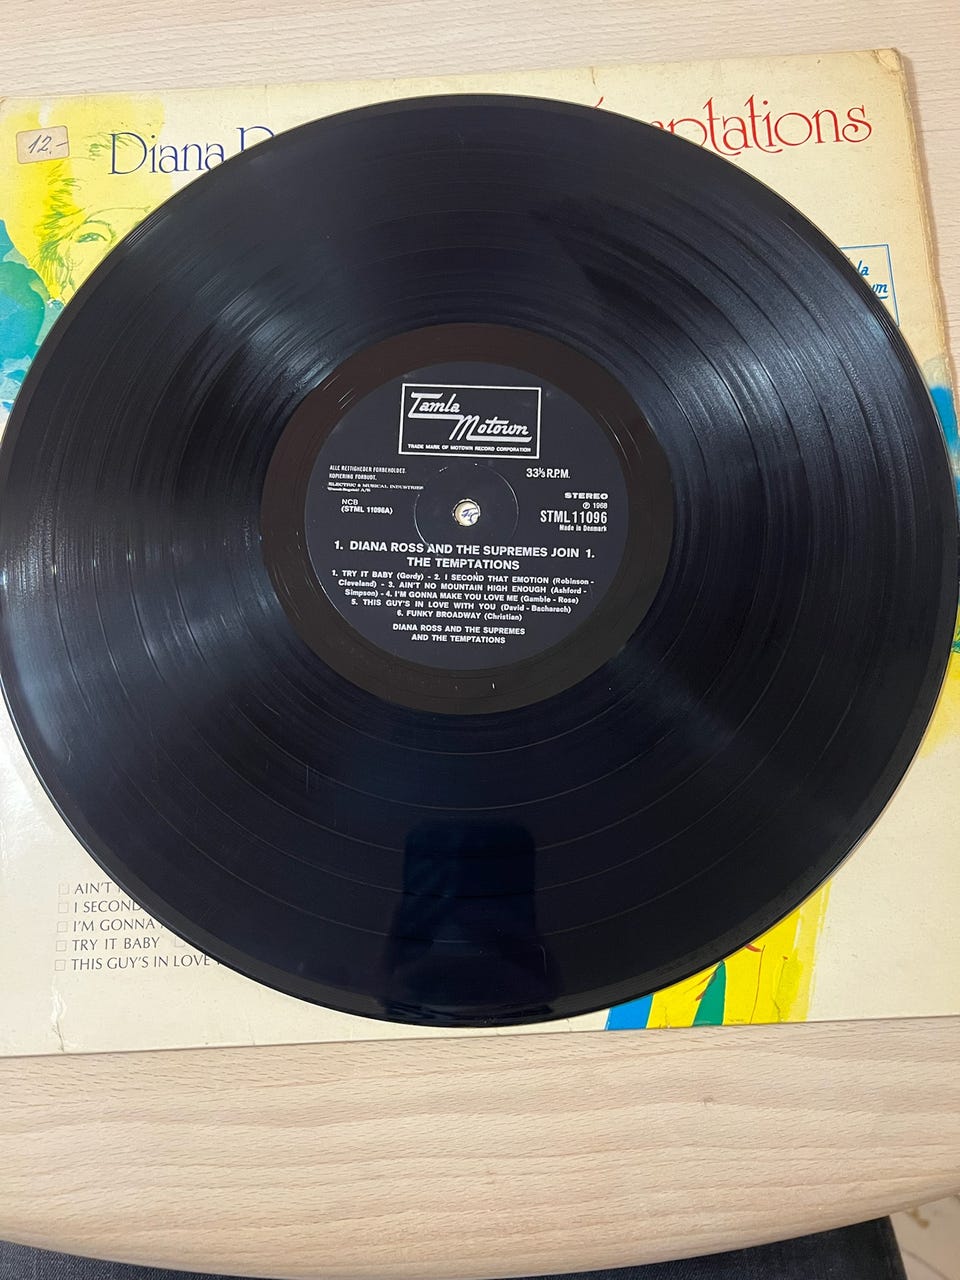 12.-
Diana
ptations
Tamla
Motown
TRADE MARK OF MOTOWN RECORD CORPORATION
ALLE RETTIGHEDER FORBEHOLDES.
KOPIERING FORBUDT.
ELECTRIC & MUSICAL INDUSTRIES
A/S
33⅓ R.P.M.
NCB
(STML 11096A)
STEREO
℗ 1968
STML 11096
Made in Denmark
1. DIANA ROSS AND THE SUPREMES JOIN 1.
THE TEMPTATIONS
1. TRY IT BABY (Gordy) - 2. I SECOND THAT EMOTION (Robinson -
Cleveland) - 3. AIN'T NO MOUNTAIN HIGH ENOUGH (Ashford -
Simpson) - 4. I'M GONNA MAKE YOU LOVE ME (Gamble - Ross)
5. THIS GUY'S IN LOVE WITH YOU (David - Bacharach)
6. FUNKY BROADWAY (Christian)
DIANA ROSS AND THE SUPREMES
AND THE TEMPTATIONS
AIN'T
I SECOND
I'M GONNA
TRY IT BABY
THIS GUY'S IN LOVE